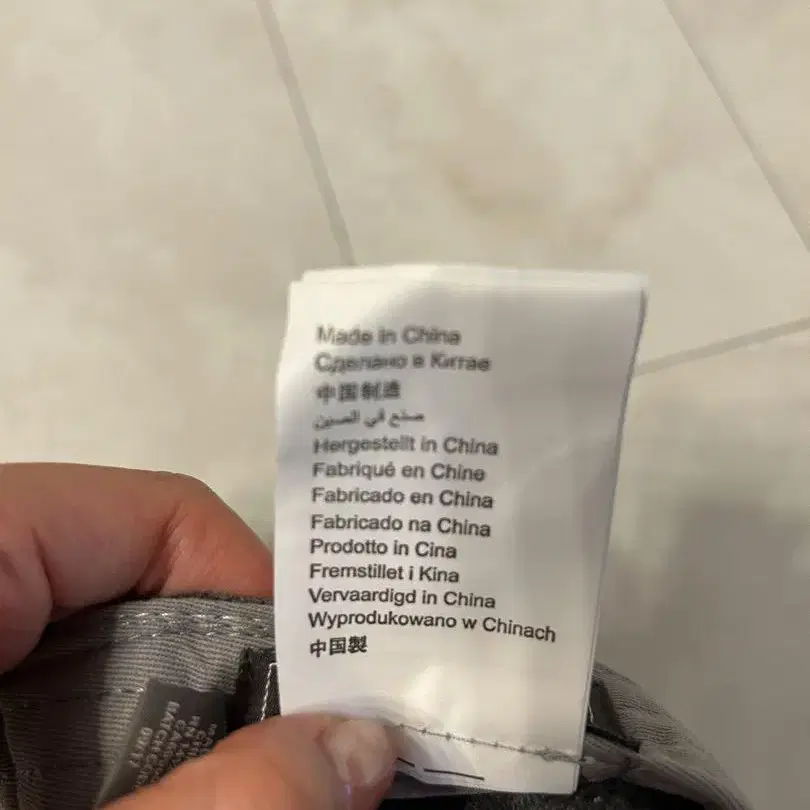 Made in China
Сделано в Китае
中国制造
صنع في الصين
Hergestellt in China
Fabriqué en Chine
Fabricado en China
Fabricado na China
Prodotto in Cina
Fremstillet i Kina
Vervaardigd in China
Wyprodukowano w Chinach
中国製